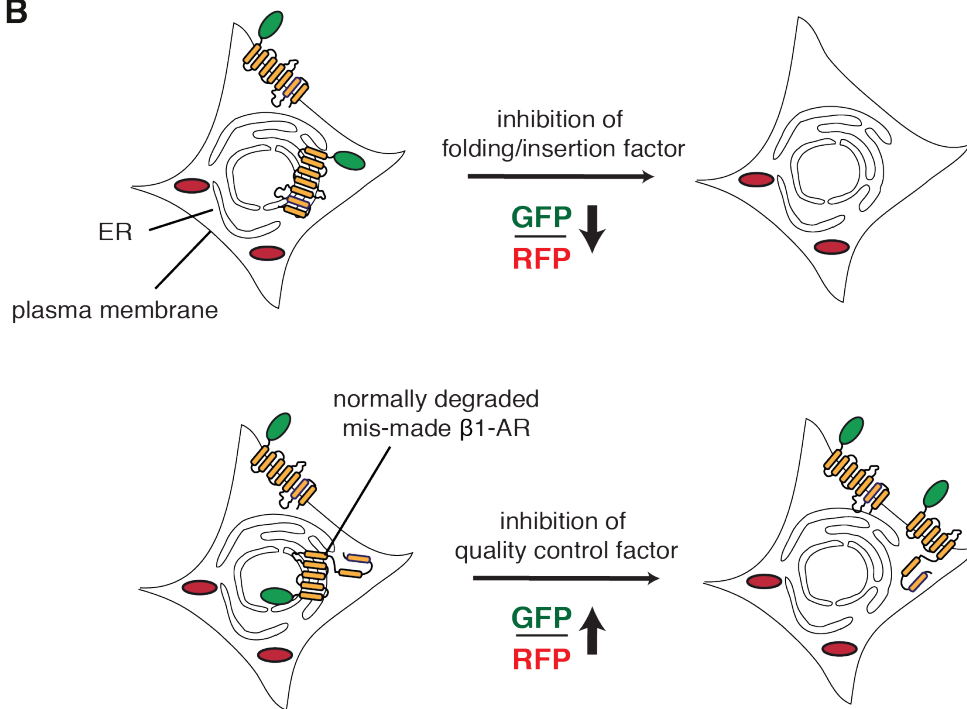 B
inhibition of
folding/insertion factor
GFP
RFP
ER
plasma membrane
normally degraded
mis-made β1-AR
inhibition of
quality control factor
GFP
RFP